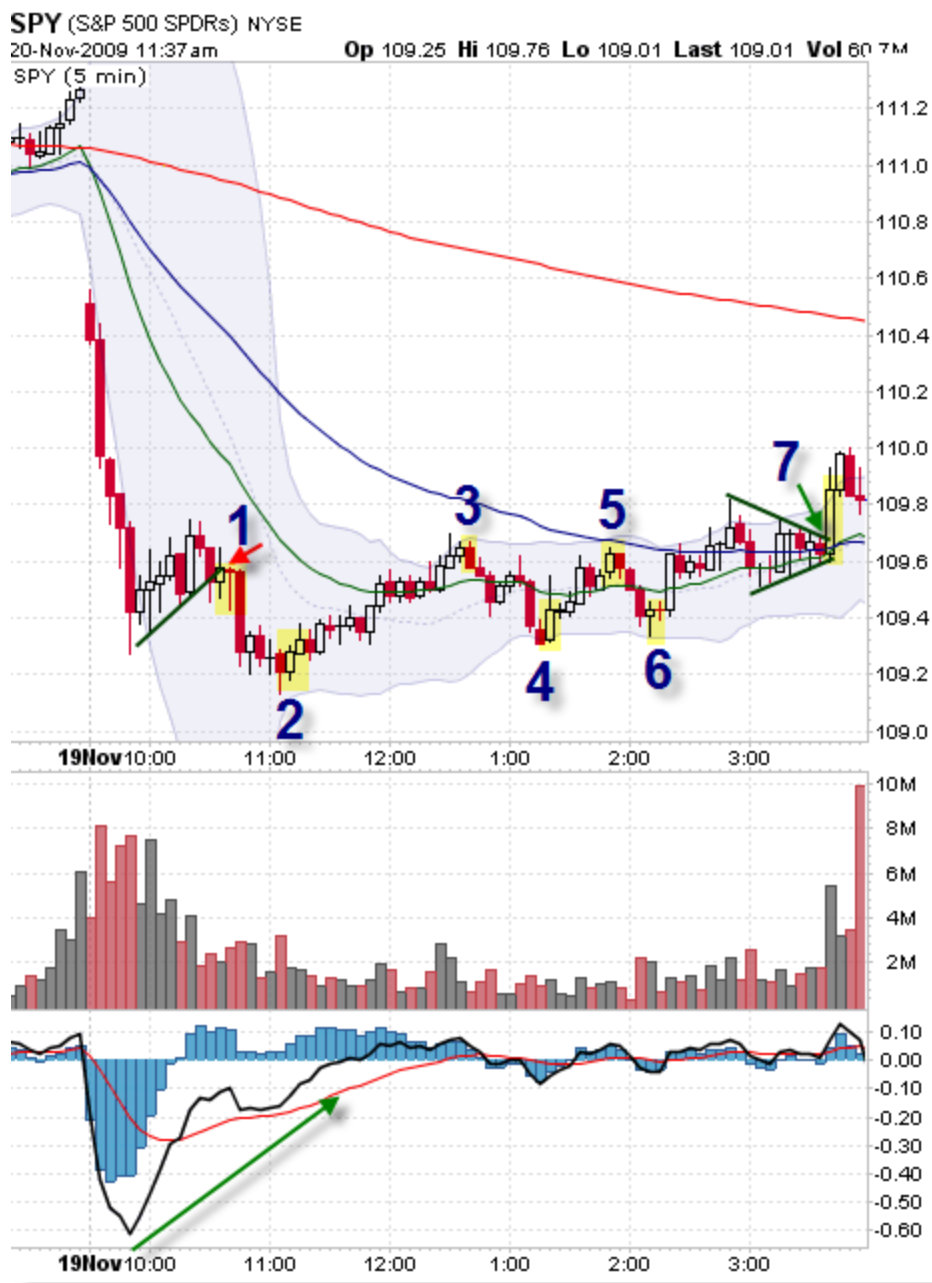 SPY (S&P 500 SPDRs) NYSE
20-Nov-2009 11:37am Op 109.25 Hi 109.76 Lo 109.01 Last 109.01 Vol 60.7M
SPY (5 min)
111.2
111.0
110.8
110.6
110.4
110.2
110.0
109.8
109.6
109.4
109.2
109.0
1
2
3
4
5
6
7
19Nov 10:00 11:00 12:00 1:00 2:00 3:00
10M
8M
6M
4M
2M
0.10
0.00
-0.10
-0.20
-0.30
-0.40
-0.50
-0.60
19Nov 10:00 11:00 12:00 1:00 2:00 3:00